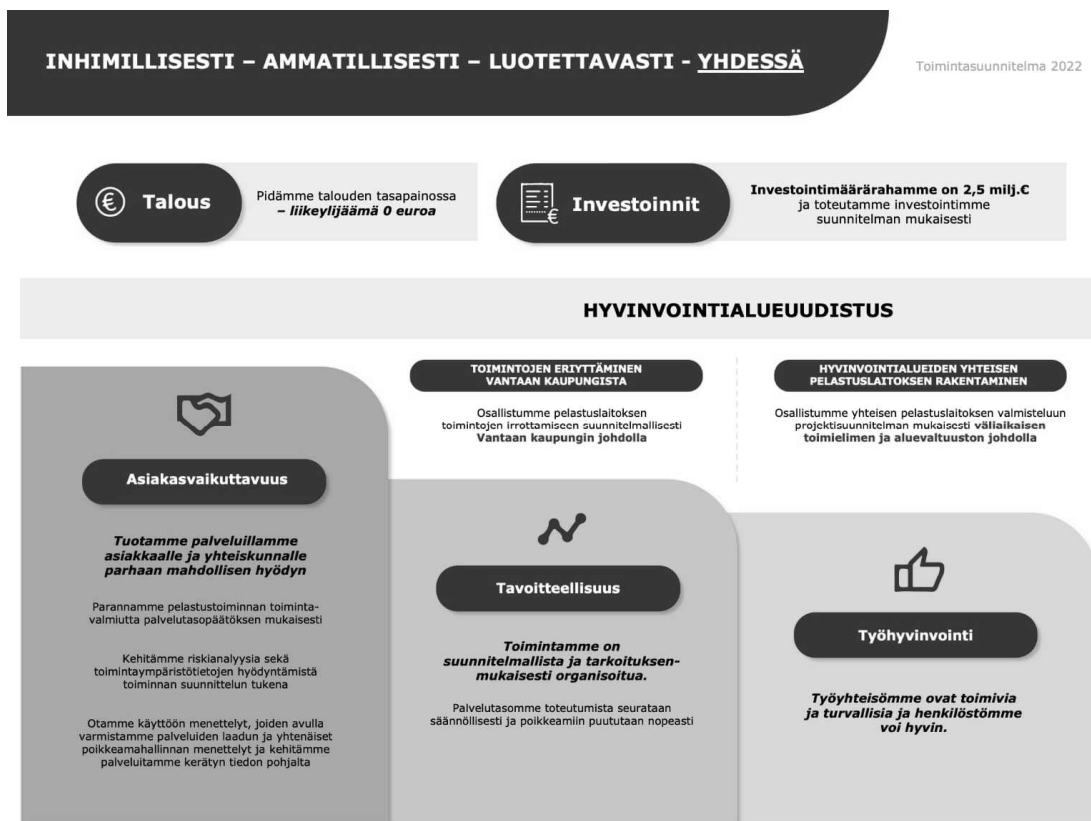 INHIMILLISESTI – AMMATILLISESTI – LUOTETTAVASTI - YHDESSÄ
Toimintasuunnitelma 2022
Talous
Pidämme talouden tasapainossa
– liikeylijäämä 0 euroa
Investoinnit
Investointimäärärahamme on 2,5 milj.€
ja toteutamme investointimme
suunnitelman mukaisesti
HYVINVOINTIALUEUUDISTUS
TOIMINTOJEN ERIYTTÄMINEN
VANTAAN KAUPUNGISTA
Osallistumme pelastuslaitoksen
toimintojen irrottamiseen suunnitelmallisesti
Vantaan kaupungin johdolla
HYVINVOINTIALUEIDEN YHTEISEN
PELASTUSLAITOKSEN RAKENTAMINEN
Osallistumme yhteisen pelastuslaitoksen valmisteluun
projektisuunnitelman mukaisesti väliaikaisen
toimielimen ja aluevaltuuston johdolla
Asiakasvaikuttavuus
Tuotamme palveluillamme
asiakkaalle ja yhteiskunnalle
parhaan mahdollisen hyödyn
Parannamme pelastustoiminnan toiminta-
valmiutta palvelutasopäätöksen mukaisesti
Kehitämme riskianalyysia sekä
toimintaympäristötietojen hyödyntämistä
toiminnan suunnittelun tukena
Otamme käyttöön menettelyt, joiden avulla
varmistamme palveluiden laadun ja yhtenäiset
poikkeamahallinnan menettelyt ja kehitämme
palveluitamme kerätyn tiedon pohjalta
Tavoitteellisuus
Toimintamme on
suunnitelmallista ja tarkoituksen-
mukaisesti organisoitua.
Palvelutasomme toteutumista seurataan
säännöllisesti ja poikkeamiin puututaan nopeasti
Työhyvinvointi
Työyhteisömme ovat toimivia
ja turvallisia ja henkilöstömme
voi hyvin.